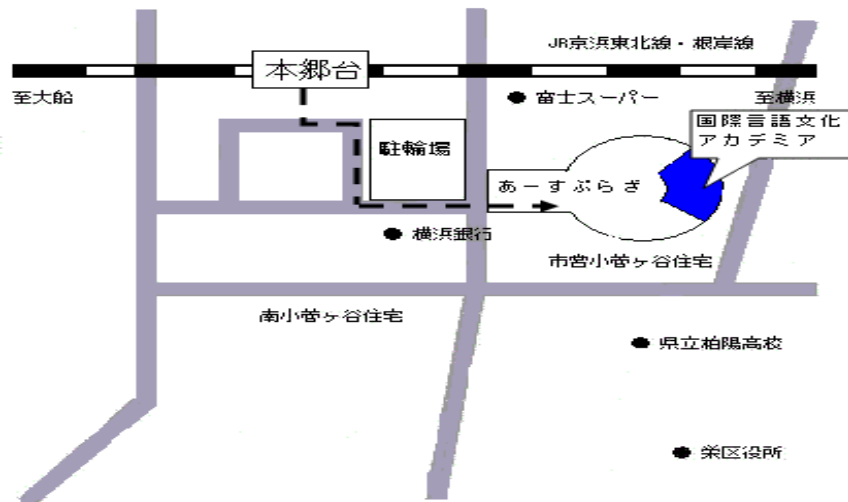 JR京浜東北線・根岸線
本郷台
至大船
富士スーパー
至横浜
国際言語文化
アカデミア
駐輪場
あーすぷらざ
横浜銀行
市営小菅ヶ谷住宅
南小菅ヶ谷住宅
県立柏陽高校
栄区役所